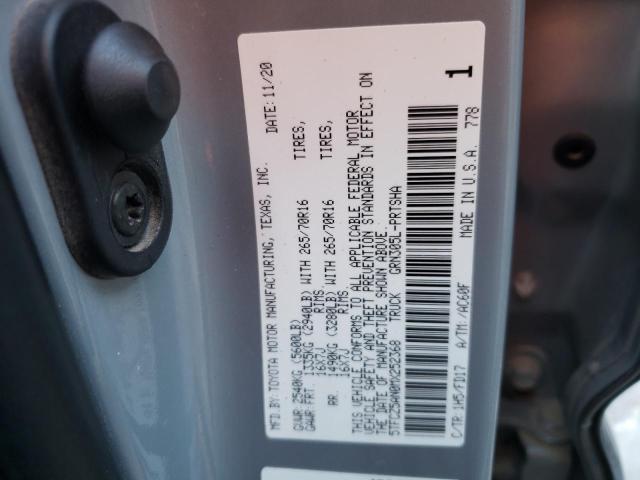 MFD.BY: TOYOTA MOTOR MANUFACTURING, TEXAS, INC. DATE: 11/20
GVWR: 2540KG (5600LB)
GAWR: FRT. 1335KG (2940LB) WITH 265/70R16 TIRES,
16X7J RIMS
RR. 1490KG (3280LB) WITH 265/70R16 TIRES,
16X7J RIMS
THIS VEHICLE CONFORMS TO ALL APPLICABLE FEDERAL MOTOR
VEHICLE SAFETY AND THEFT PREVENTION STANDARDS IN EFFECT ON
THE DATE OF MANUFACTURE SHOWN ABOVE.
5TFCZ5AN0MX252368 TRUCK GRN305L-PRTSHA
1
C/TR: 1H5/FD17 A/TM: /AC60F MADE IN U.S.A. 778